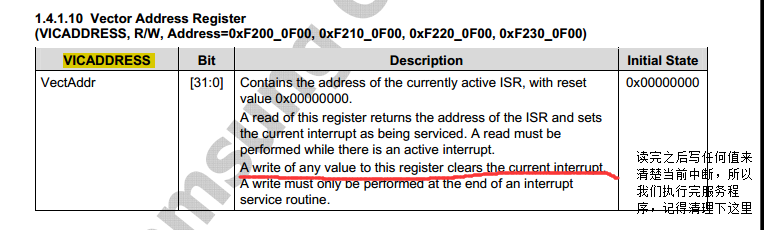 1.4.1.10 Vector Address Register
(VICADDRESS, R/W, Address=0xF200_0F00, 0xF210_0F00, 0xF220_0F00, 0xF230_0F00)
VICADDRESS Bit Description Initial State
VectAddr [31:0] Contains the address of the currently active ISR, with reset 0x00000000
value 0x00000000.
A read of this register returns the address of the ISR and sets
the current interrupt as being serviced. A read must be
performed while there is an active interrupt.
A write of any value to this register clears the current interrupt.
A write must only be performed at the end of an interrupt
service routine.
读完之后写任何值来
清楚当前中断，所以
我们执行完服务程
序，记得清理下这里
msung